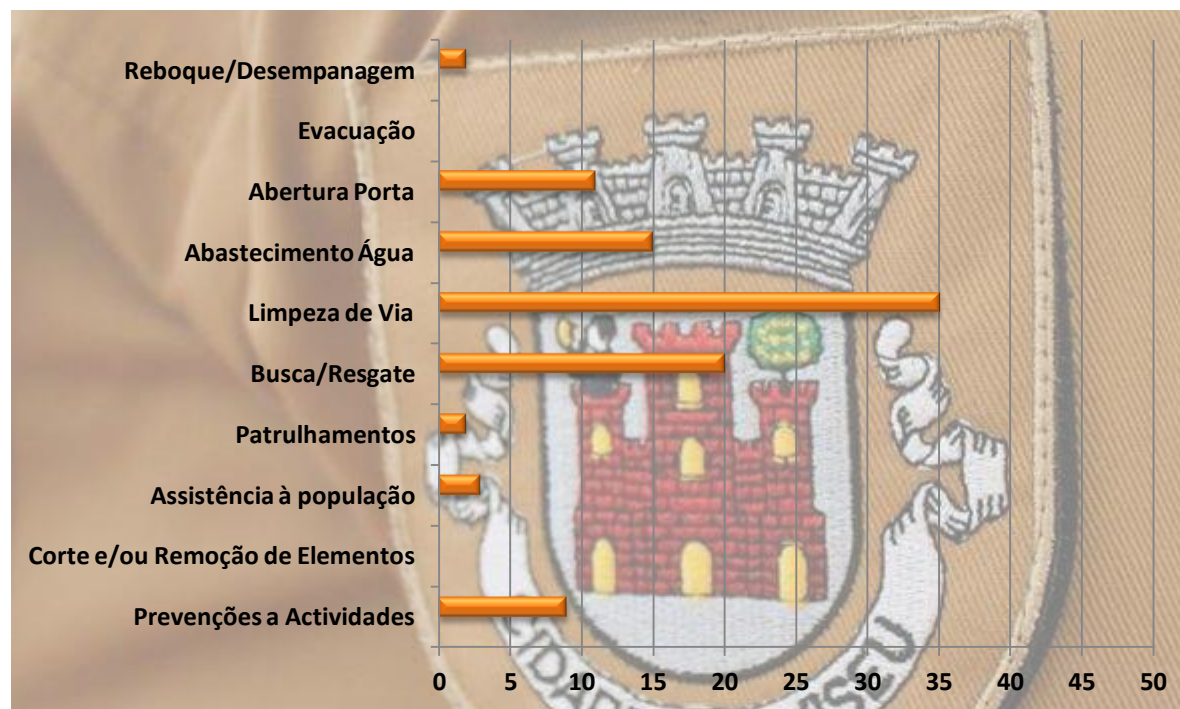 Reboque/Desempanagem
Evacuação
Abertura Porta
Abastecimento Água
Limpeza de Via
Busca/Resgate
Patrulhamentos
Assistência à população
Corte e/ou Remoção de Elementos
Prevenções a Actividades
0 5 10 15 20 25 30 35 40 45 50